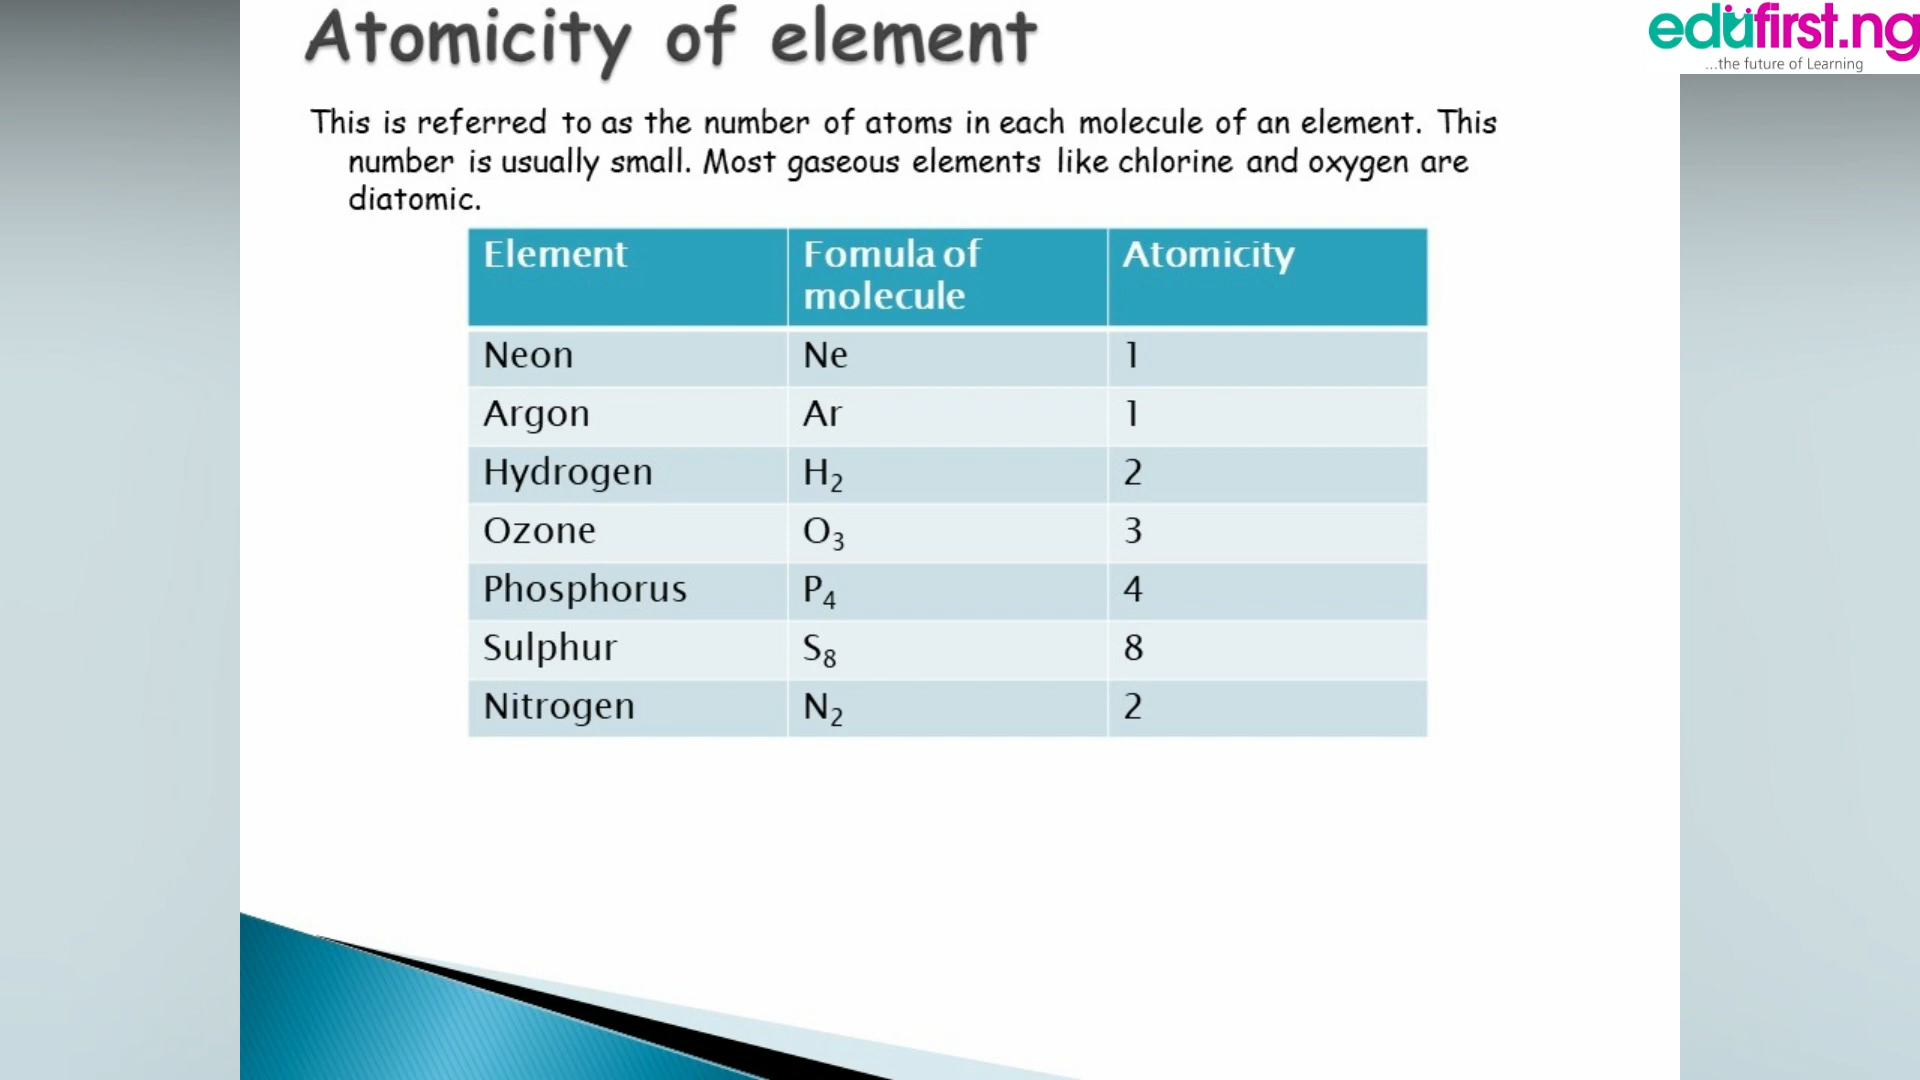 Atomicity of element
edufirst.ng
...the future of Learning
This is referred to as the number of atoms in each molecule of an element. This
number is usually small. Most gaseous elements like chlorine and oxygen are
diatomic.
Element Fomula of molecule Atomicity
Neon Ne 1
Argon Ar 1
Hydrogen H₂ 2
Ozone O₃ 3
Phosphorus P₄ 4
Sulphur S₈ 8
Nitrogen N₂ 2